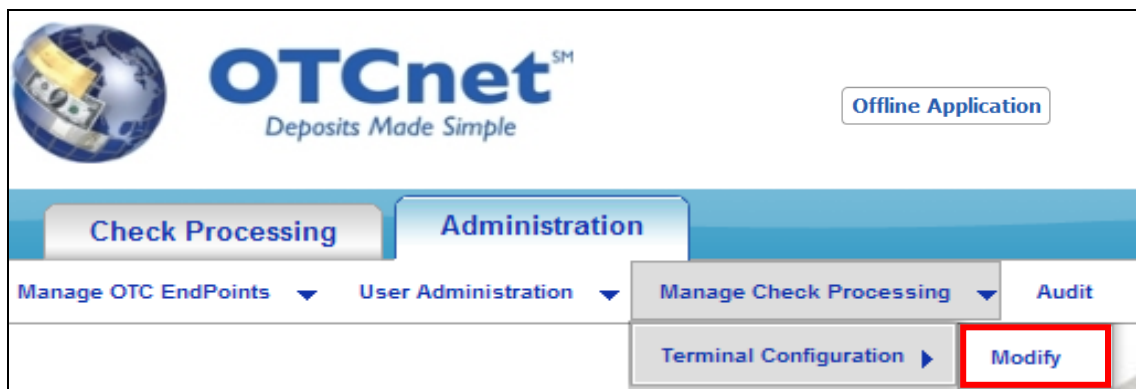 OTCnet SM
Deposits Made Simple
Offline Application
Check Processing
Administration
Manage OTC EndPoints
User Administration
Manage Check Processing
Audit
Terminal Configuration
Modify